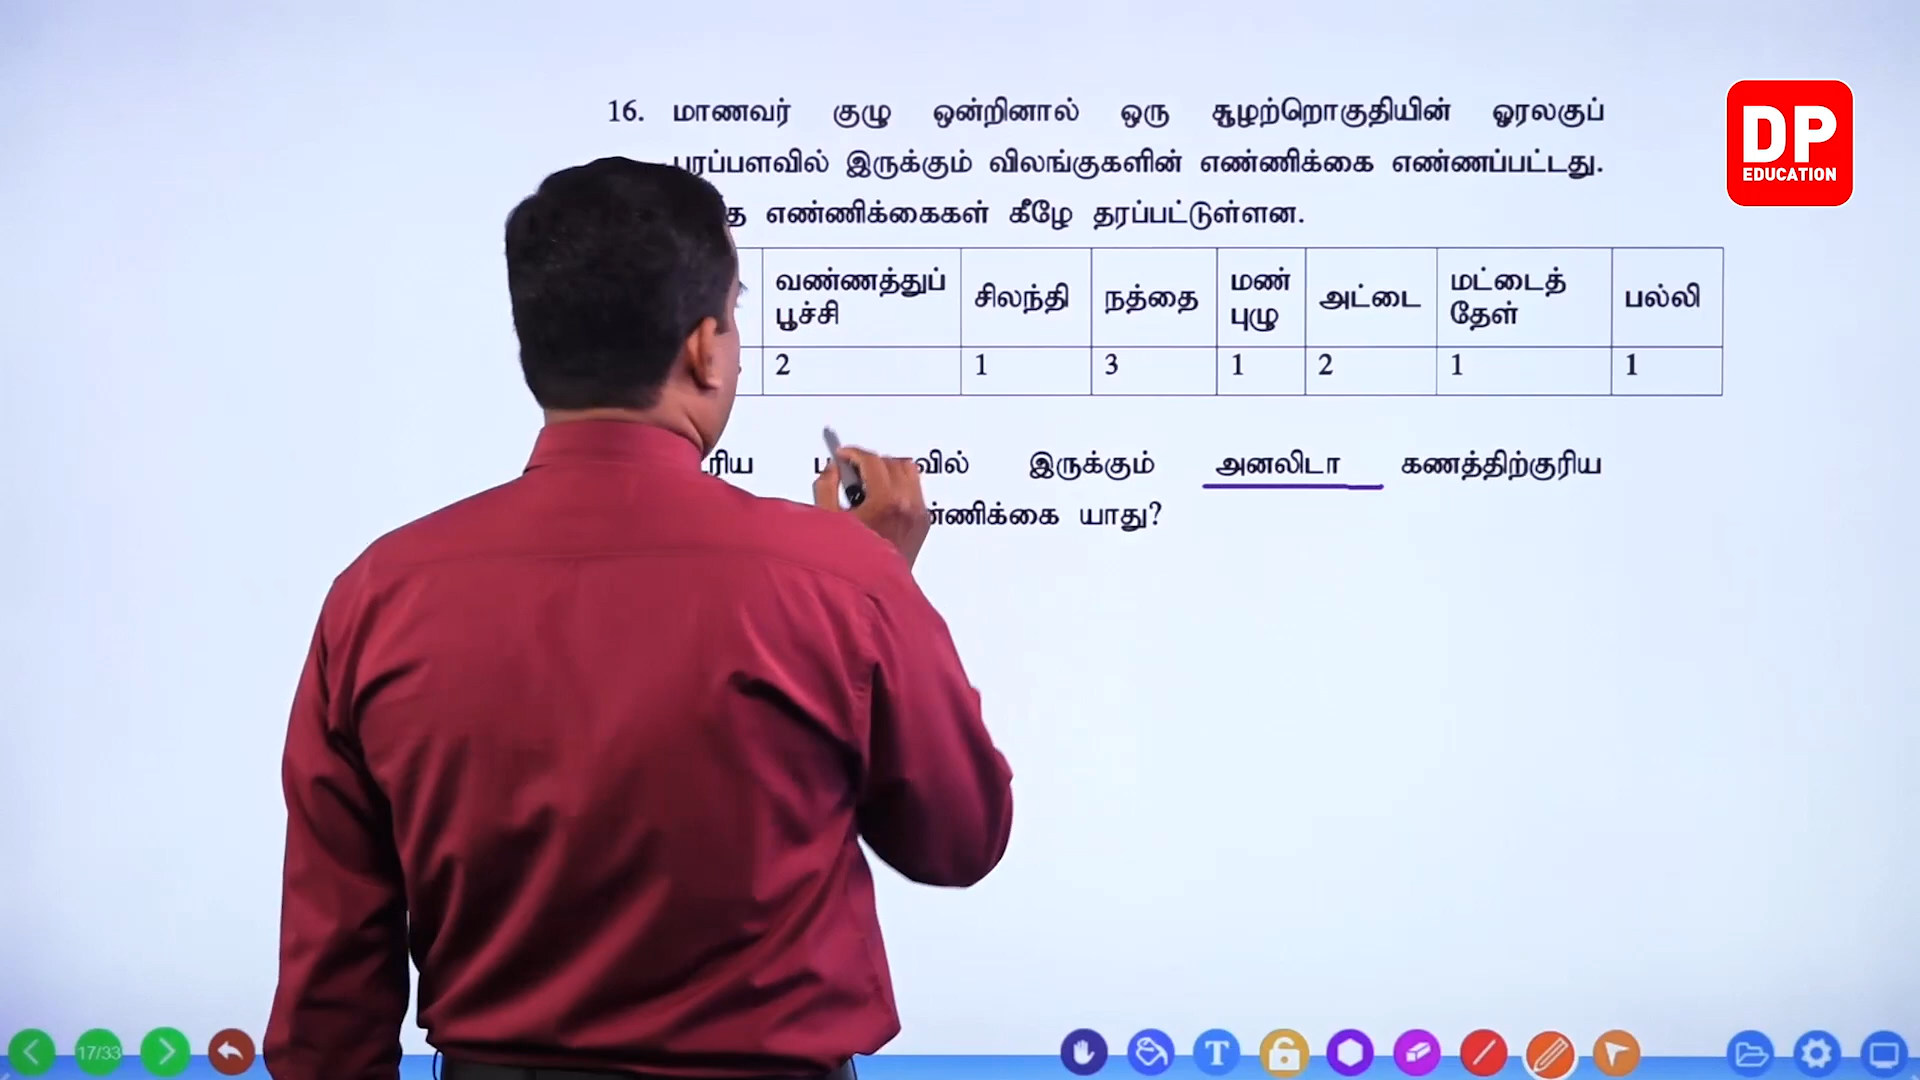 16. மாணவர் குழு ஒன்றினால் ஒரு சூழற்றொகுதியின் ஓரலகுப்
பரப்பளவில் இருக்கும் விலங்குகளின் எண்ணிக்கை எண்ணப்பட்டது.
எண்ணிக்கைகள் கீழே தரப்பட்டுள்ளன.
வண்ணத்துப் பூச்சி சிலந்தி நத்தை மண் புழு அட்டை மட்டைத் தேள் பல்லி
2 1 3 1 2 1 1
இருக்கும் அனலிடா கணத்திற்குரிய
யாது?
DP
EDUCATION
17/33
T